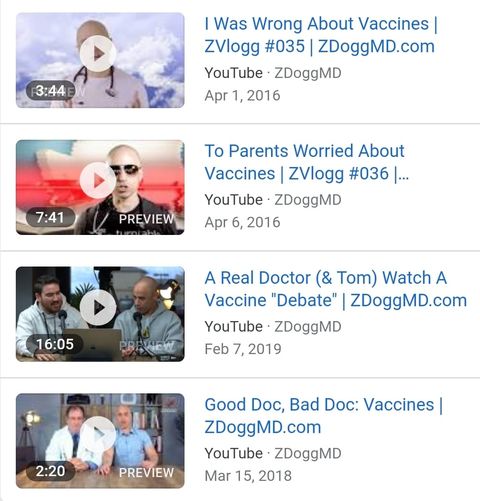 I Was Wrong About Vaccines |
ZVlogg #035 | ZDoggMD.com
YouTube · ZDoggMD
3:44
PREVIEW
Apr 1, 2016
To Parents Worried About
Vaccines | ZVlogg #036 |...
YouTube · ZDoggMD
7:41
PREVIEW
Apr 6, 2016
A Real Doctor (& Tom) Watch A
Vaccine "Debate" | ZDoggMD.com
YouTube · ZDoggMD
16:05
PREVIEW
Feb 7, 2019
Good Doc, Bad Doc: Vaccines |
ZDoggMD.com
YouTube · ZDoggMD
2:20
PREVIEW
Mar 15, 2018